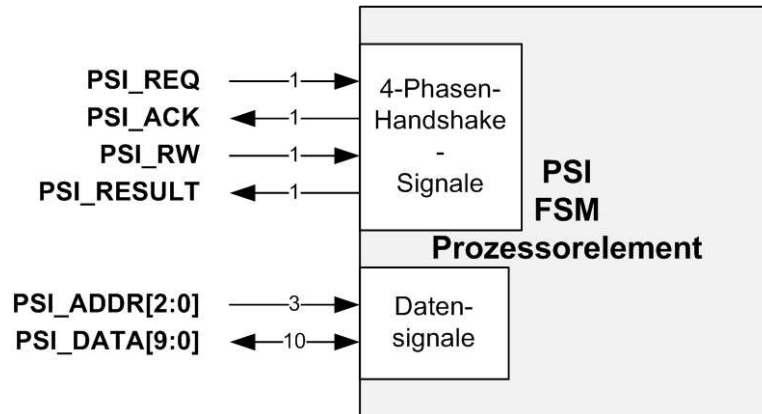 PSI_REQ
1
PSI_ACK
1
PSI_RW
1
PSI_RESULT
1
4-Phasen-
Handshake
-
Signale
PSI
FSM
Prozessorelement
PSI_ADDR[2:0]
3
PSI_DATA[9:0]
10
Daten-
signale